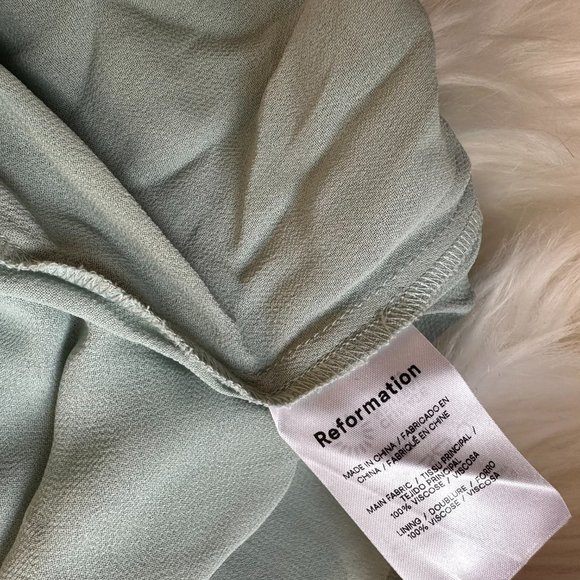 Reformation
MADE IN CHINA / FABRICADO EN
CHINA / FABRIQUÉ EN CHINE
MAIN FABRIC / TISSU PRINCIPAL /
TEJIDO PRINCIPAL
100% VISCOSE / VISCOSA
LINING / DOUBLURE / FORRO
100% VISCOSE / VISCOSA